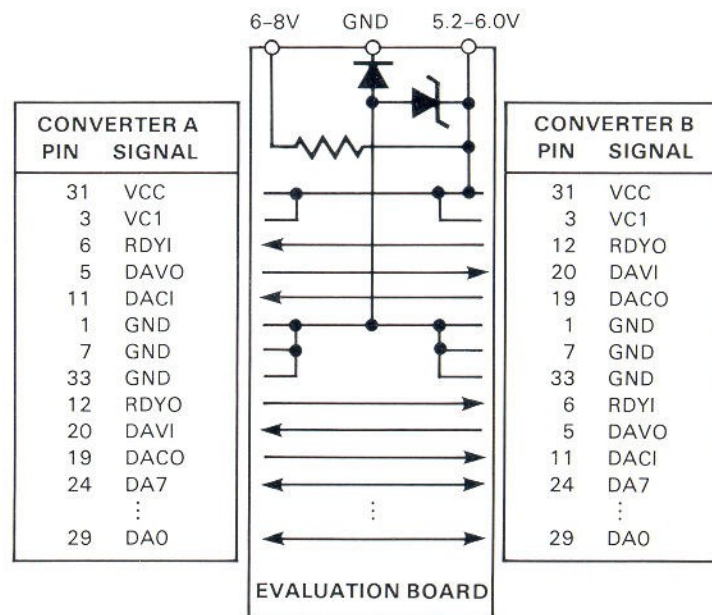 6–8V GND 5.2–6.0V
CONVERTER A
PIN SIGNAL
31 VCC
3 VC1
6 RDYI
5 DAVO
11 DACI
1 GND
7 GND
33 GND
12 RDYO
20 DAVI
19 DACO
24 DA7
⋮
29 DA0
⋮
EVALUATION BOARD
CONVERTER B
PIN SIGNAL
31 VCC
3 VC1
12 RDYO
20 DAVI
19 DACO
1 GND
7 GND
33 GND
6 RDYI
5 DAVO
11 DACI
24 DA7
⋮
29 DA0